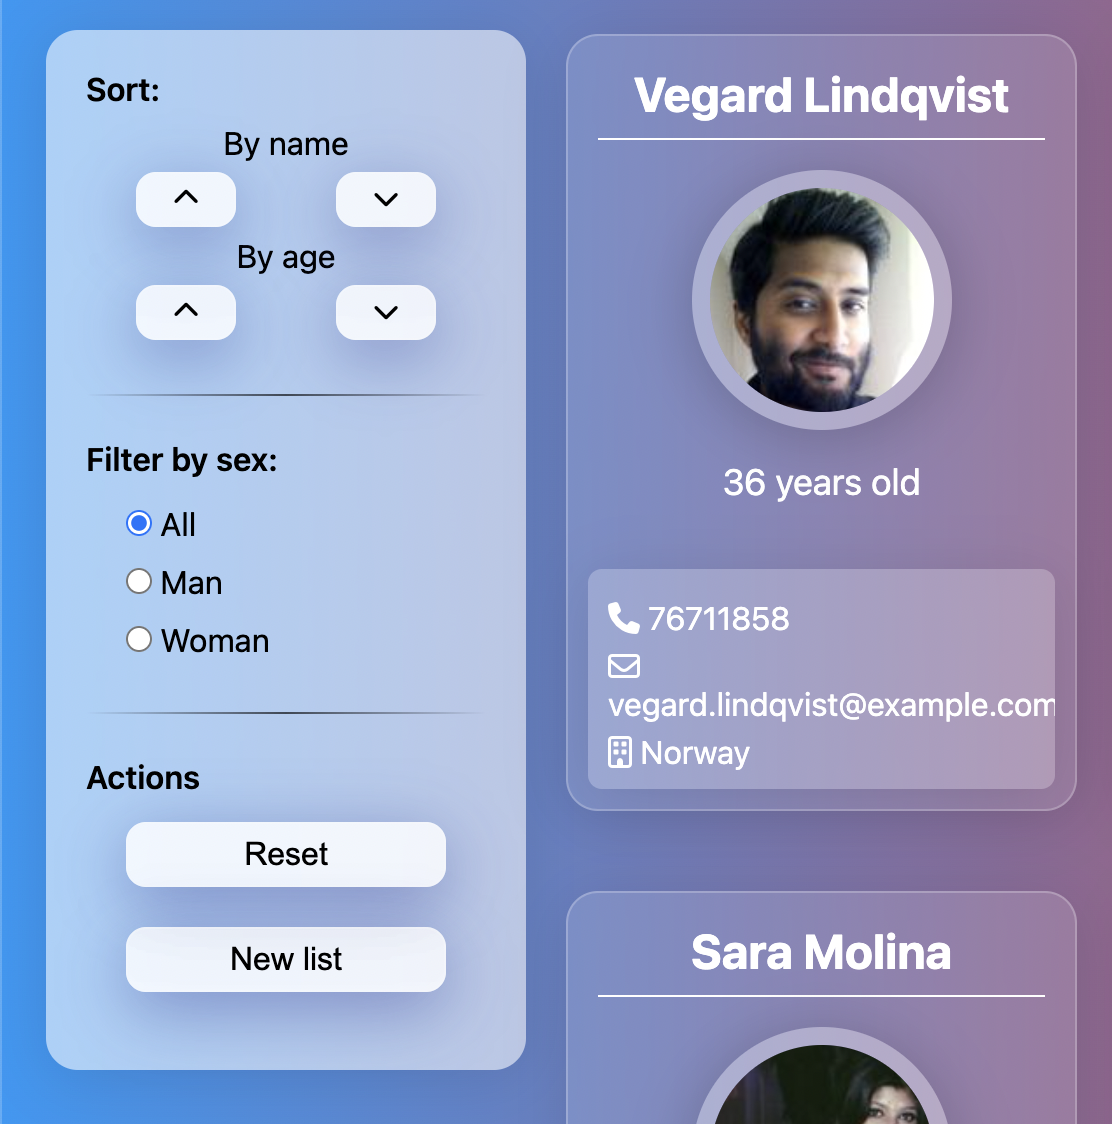 Sort:
By name
By age
Filter by sex:
All
Man
Woman
Actions
Reset
New list
Vegard Lindqvist
36 years old
76711858
vegard.lindqvist@example.com
Norway
Sara Molina